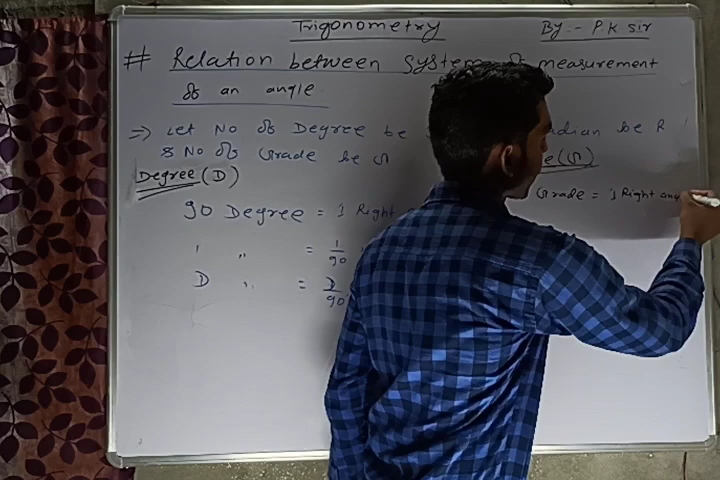 Trigonometry By :- P.K sir
# Relation between System of measurement
of an angle
⇒ Let No of Degree be be R
& No of Grade be G
Degree (D) (G)
90 Degree = 1 Right Grade = 1 Right ang
1 " = 1/90
D " = D/90